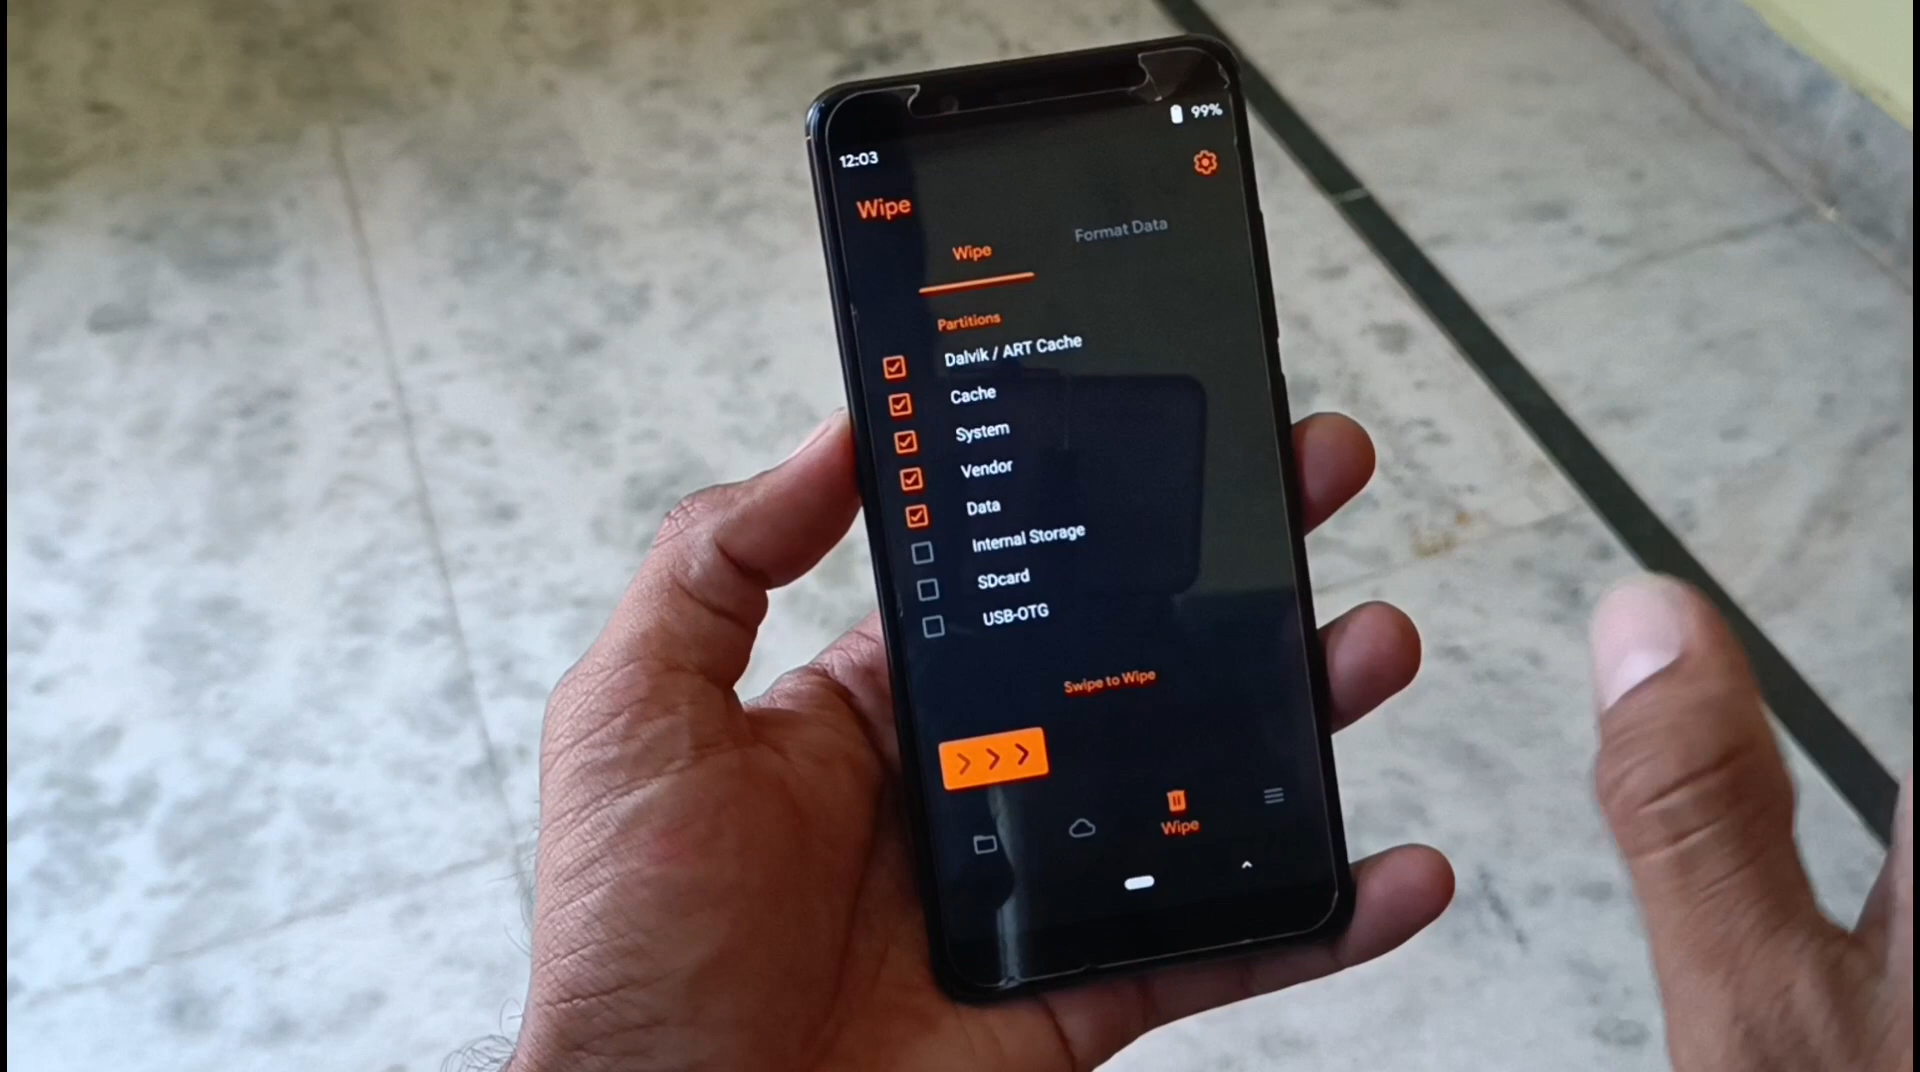 99%
12:03
Wipe
Wipe
Format Data
Partitions
Dalvik / ART Cache
Cache
System
Vendor
Data
Internal Storage
SDcard
USB-OTG
Swipe to Wipe
Wipe